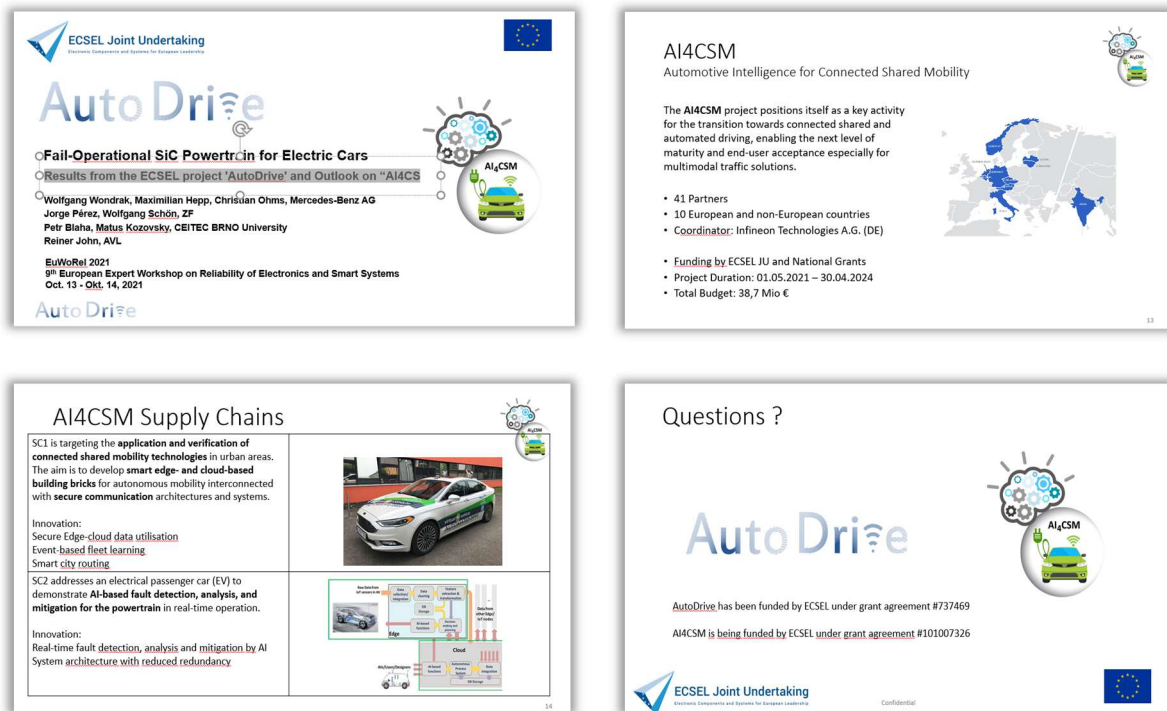 ECSEL Joint Undertaking
Electronic Components and Systems for European Leadership
AutoDrive
Fail-Operational SiC Powertrain for Electric Cars
Results from the ECSEL project 'AutoDrive' and Outlook on “AI4CS
AI4CSM
Wolfgang Wondrak, Maximilian Hepp, Christian Ohms, Mercedes-Benz AG
Jorge Pérez, Wolfgang Schön, ZF
Petr Blaha, Matus Kozovsky, CEITEC BRNO University
Reiner John, AVL
EuWoRel 2021
9th European Expert Workshop on Reliability of Electronics and Smart Systems
Oct. 13 - Okt. 14, 2021
AutoDrive
AI4CSM
Automotive Intelligence for Connected Shared Mobility
AI4CSM
The AI4CSM project positions itself as a key activity
for the transition towards connected shared and
automated driving, enabling the next level of
maturity and end-user acceptance especially for
multimodal traffic solutions.
• 41 Partners
• 10 European and non-European countries
• Coordinator: Infineon Technologies A.G. (DE)
• Funding by ECSEL JU and National Grants
• Project Duration: 01.05.2021 – 30.04.2024
• Total Budget: 38,7 Mio €
13
AI4CSM Supply Chains
AI4CSM
SC1 is targeting the application and verification of
connected shared mobility technologies in urban areas.
The aim is to develop smart edge- and cloud-based
building bricks for autonomous mobility interconnected
with secure communication architectures and systems.
Innovation:
Secure Edge-cloud data utilisation
Event-based fleet learning
Smart city routing
SC2 addresses an electrical passenger car (EV) to
demonstrate AI-based fault detection, analysis, and
mitigation for the powertrain in real-time operation.
Innovation:
Real-time fault detection, analysis and mitigation by AI
System architecture with reduced redundancy
Edge
Cloud
14
Questions ?
AutoDrive
AI4CSM
AutoDrive has been funded by ECSEL under grant agreement #737469
AI4CSM is being funded by ECSEL under grant agreement #101007326
ECSEL Joint Undertaking
Electronic Components and Systems for European Leadership
Confidential